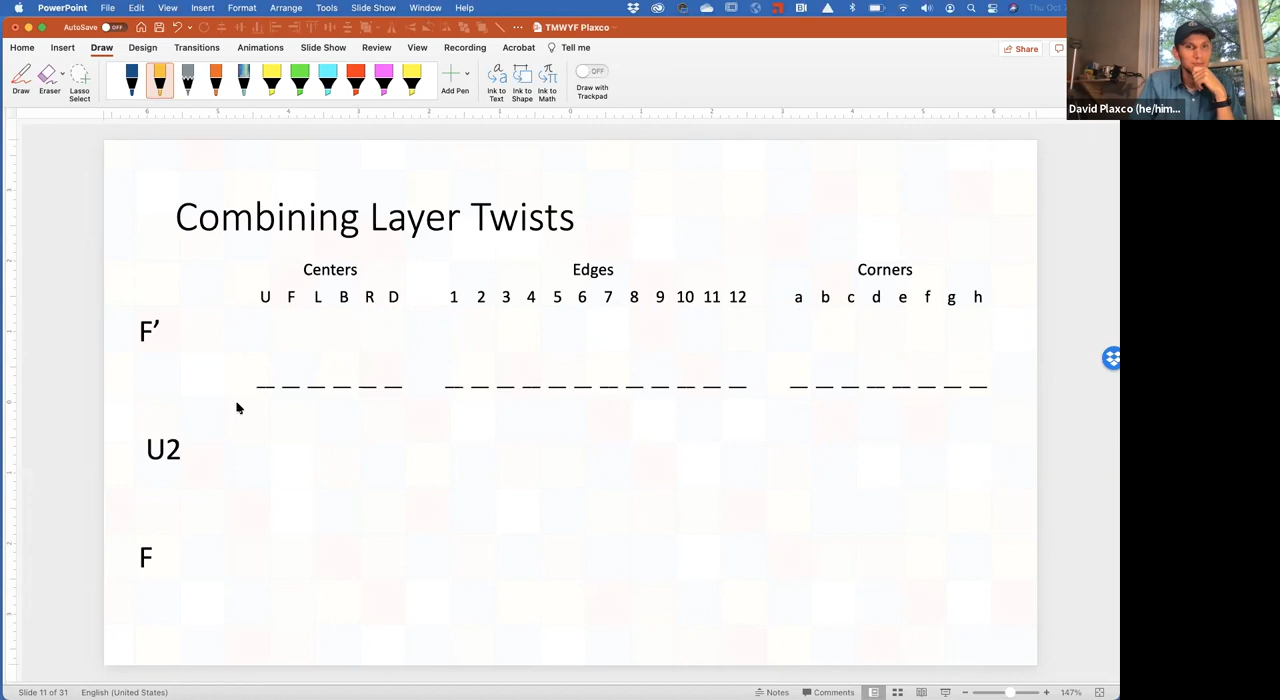 PowerPoint File Edit View Insert Format Arrange Tools Slide Show Window Help
AutoSave OFF TMWYF Plaxco
Home Insert Draw Design Transitions Animations Slide Show Review View Recording Acrobat Tell me Share
Draw Eraser Lasso Select Add Pen Ink to Text Ink to Shape Ink to Math Draw with Trackpad OFF
David Plaxco (he/him...
Combining Layer Twists
Centers Edges Corners
U F L B R D 1 2 3 4 5 6 7 8 9 10 11 12 a b c d e f g h
F’
U2
F
Slide 11 of 31 English (United States) Notes Comments 147%